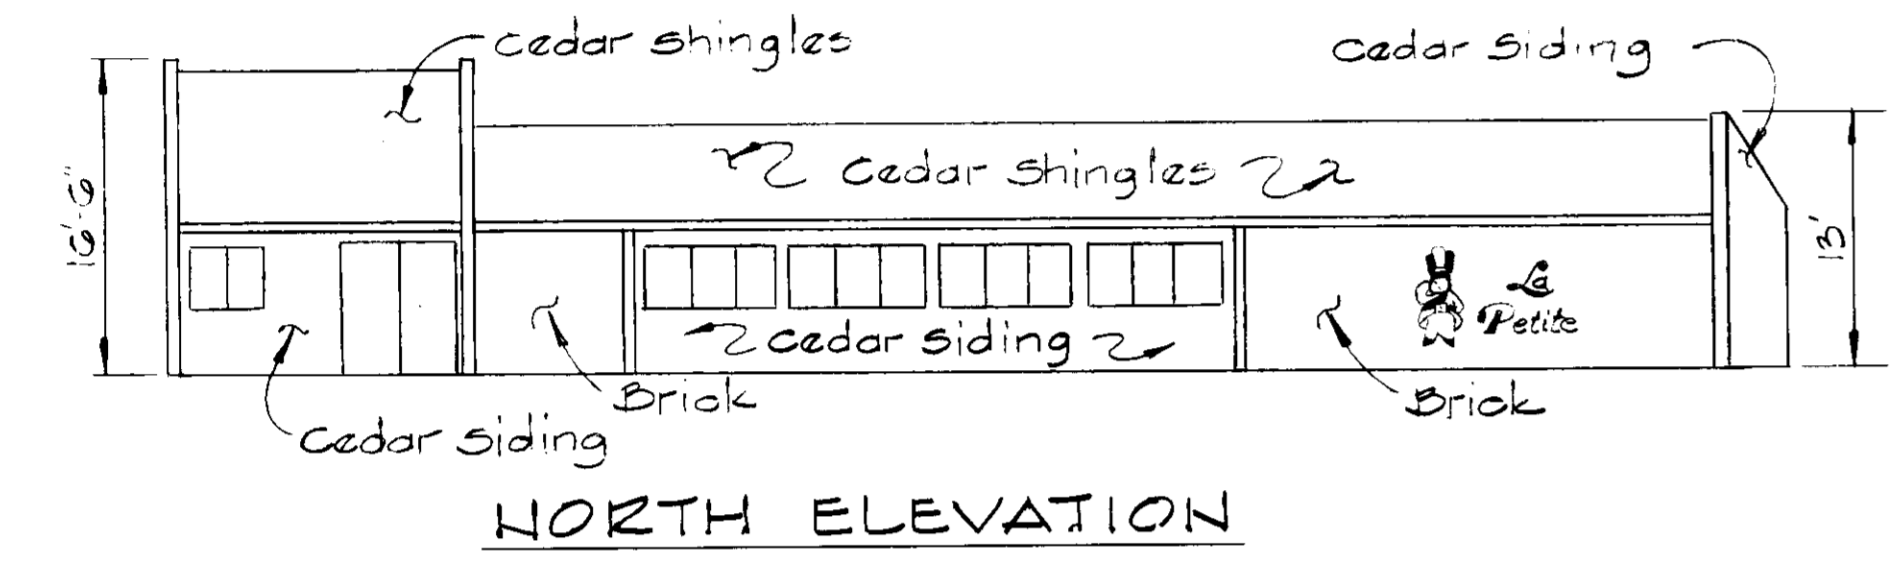 cedar shingles
cedar siding
16'-6"
cedar shingles
13'
La
Petite
cedar siding
Brick
Brick
cedar siding
NORTH ELEVATION